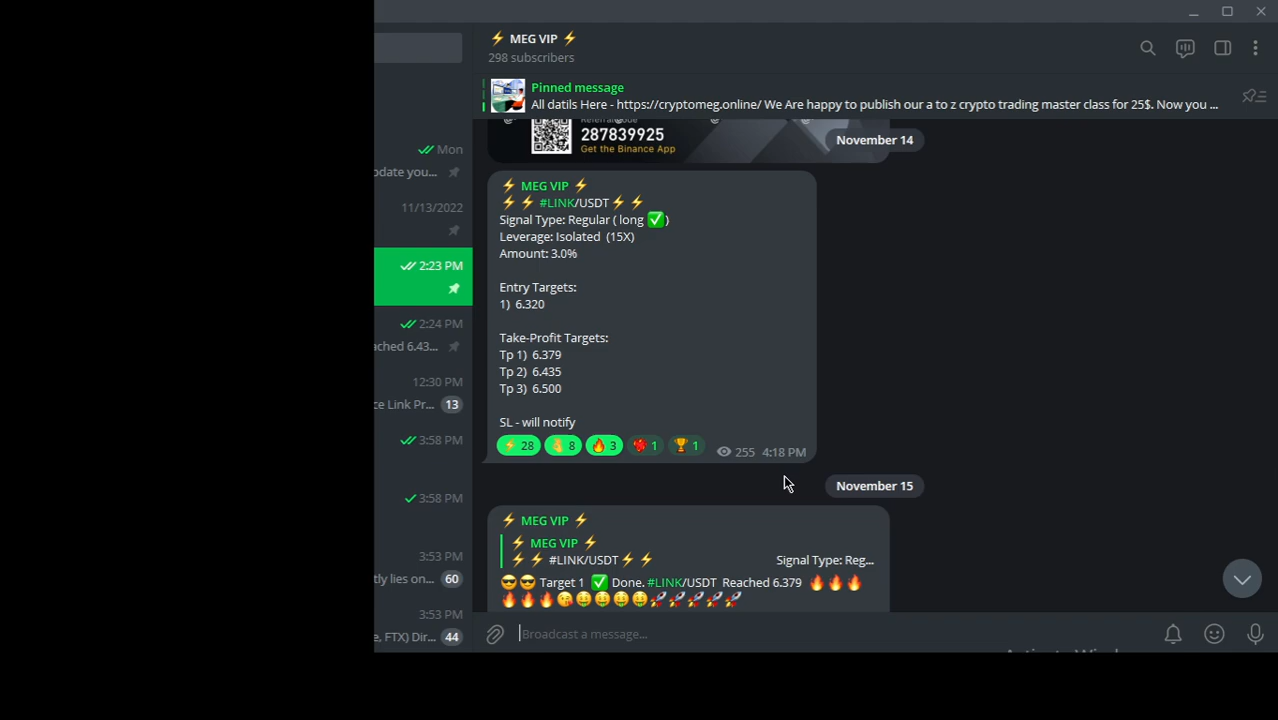 ⚡ MEG VIP ⚡
298 subscribers
Pinned message
All datils Here - https://cryptomeg.online/ We Are happy to publish our a to z crypto trading master class for 25$. Now you ...
287839925
Get the Binance App
November 14
Mon
pdate you...
11/13/2022
2:23 PM
2:24 PM
ached 6.43...
12:30 PM
ce Link Pr... 13
3:58 PM
3:58 PM
3:53 PM
tly lies on... 60
3:53 PM
e, FTX) Dir... 44
⚡ MEG VIP ⚡
⚡ ⚡ #LINK/USDT⚡ ⚡
Signal Type: Regular ( long ✅)
Leverage: Isolated (15X)
Amount: 3.0%
Entry Targets:
1) 6.320
Take-Profit Targets:
Tp 1) 6.379
Tp 2) 6.435
Tp 3) 6.500
SL - will notify
28 8 3 1 1
255 4:18 PM
November 15
⚡ MEG VIP ⚡
⚡ MEG VIP ⚡
⚡ ⚡ #LINK/USDT⚡ ⚡ Signal Type: Reg...
😎😎 Target 1 ✅ Done. #LINK/USDT Reached 6.379 🔥🔥🔥
🔥🔥🔥😘🤑🤑🤑🤑🚀🚀🚀🚀🚀
Broadcast a message...